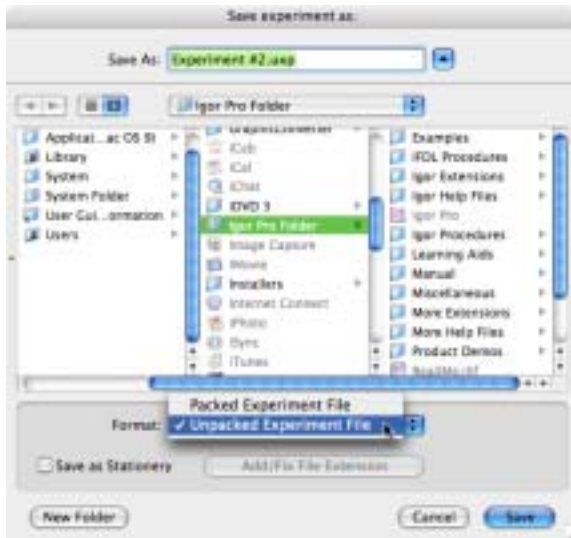 Save experiment as:
Save As: Experiment #2.uxp
Igor Pro Folder
Applicat...ac OS 9)
Library
System
System Folder
User Gui...ormation
Users
GraphicConverter
iCal
iChat
iDVD 3
Igor Pro Folder
Image Capture
iMovie
Installers
Internet Connect
iPhoto
iSync
iTunes
Examples
IFDL Procedures
Igor Extensions
Igor Help Files
Igor Pro
Igor Procedures
Learning Aids
Manual
Miscellaneous
More Extensions
More Help Files
Product Demos
Packed Experiment File
Format: ✓ Unpacked Experiment File
Save as Stationery
Add/Fix File Extension
New Folder
Cancel
Save